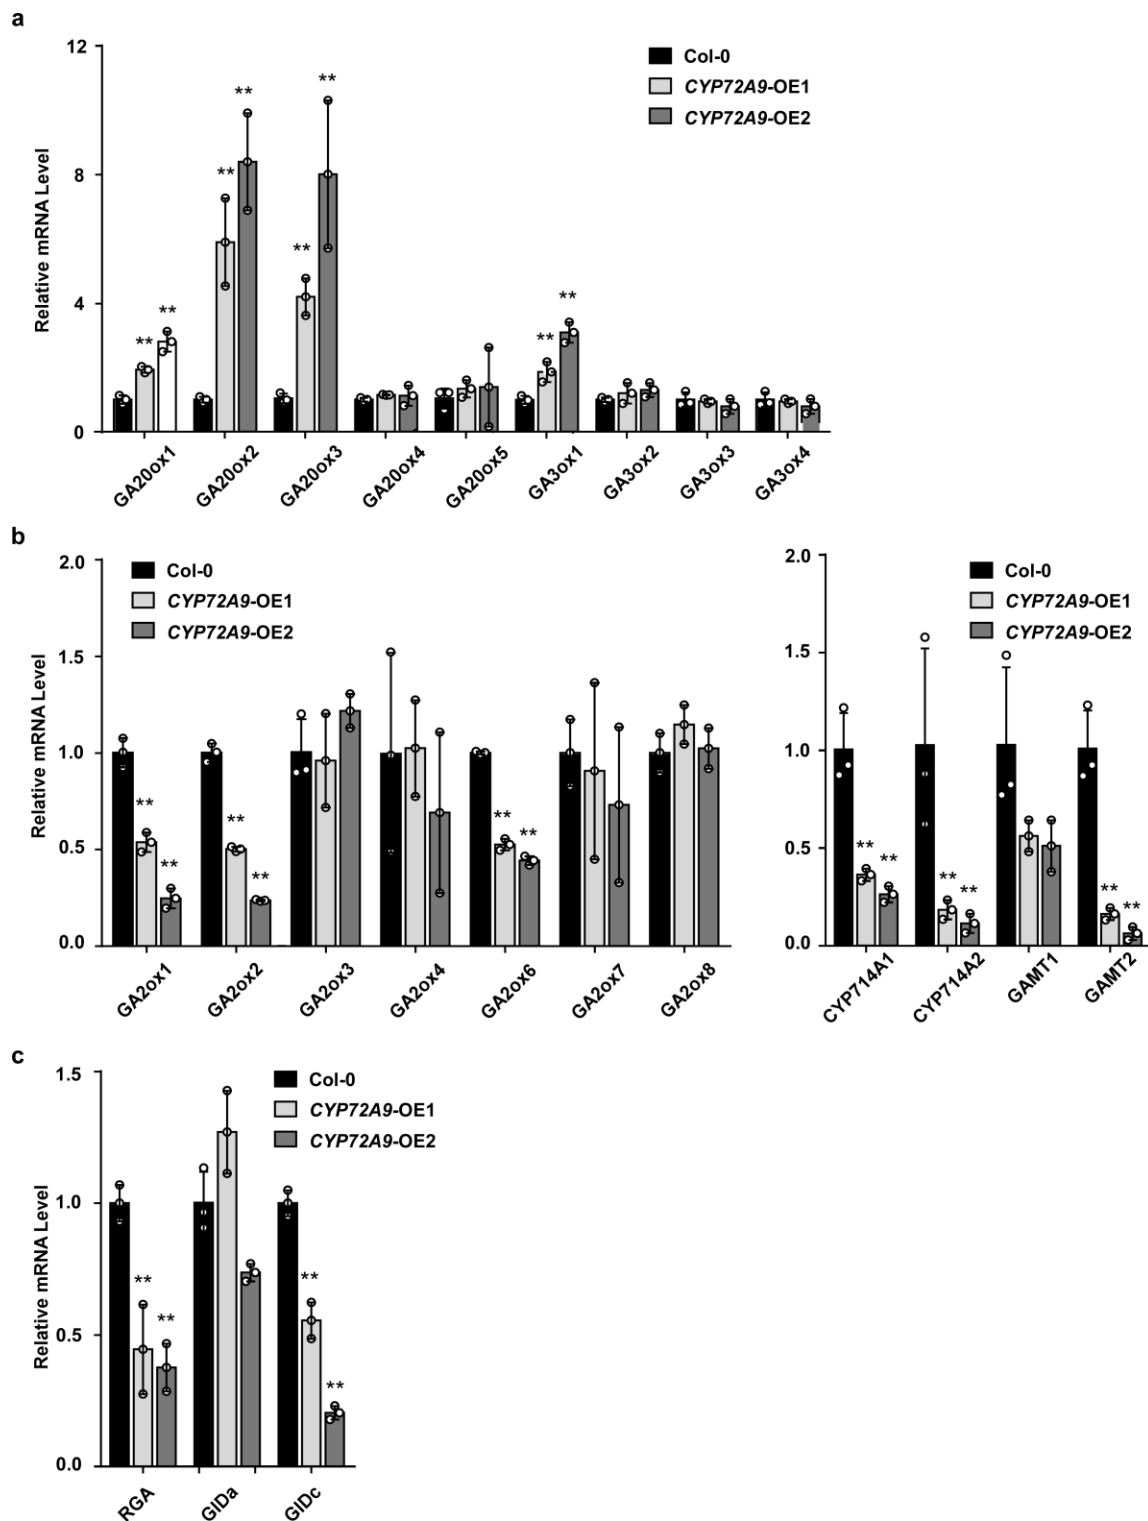 a
12
8
4
0
Relative mRNA Level
Col-0
CYP72A9-OE1
CYP72A9-OE2
**
**
**
**
**
**
**
**
GA20ox1
GA20ox2
GA20ox3
GA20ox4
GA20ox5
GA3ox1
GA3ox2
GA3ox3
GA3ox4
b
2.0
1.5
1.0
0.5
0.0
Relative mRNA Level
Col-0
CYP72A9-OE1
CYP72A9-OE2
**
**
**
**
**
**
GA2ox1
GA2ox2
GA2ox3
GA2ox4
GA2ox6
GA2ox7
GA2ox8
2.0
1.5
1.0
0.5
0.0
Col-0
CYP72A9-OE1
CYP72A9-OE2
**
**
**
**
**
**
CYP714A1
CYP714A2
GAMT1
GAMT2
c
1.5
1.0
0.5
0.0
Relative mRNA Level
Col-0
CYP72A9-OE1
CYP72A9-OE2
**
**
**
**
RGA
GIDa
GIDc